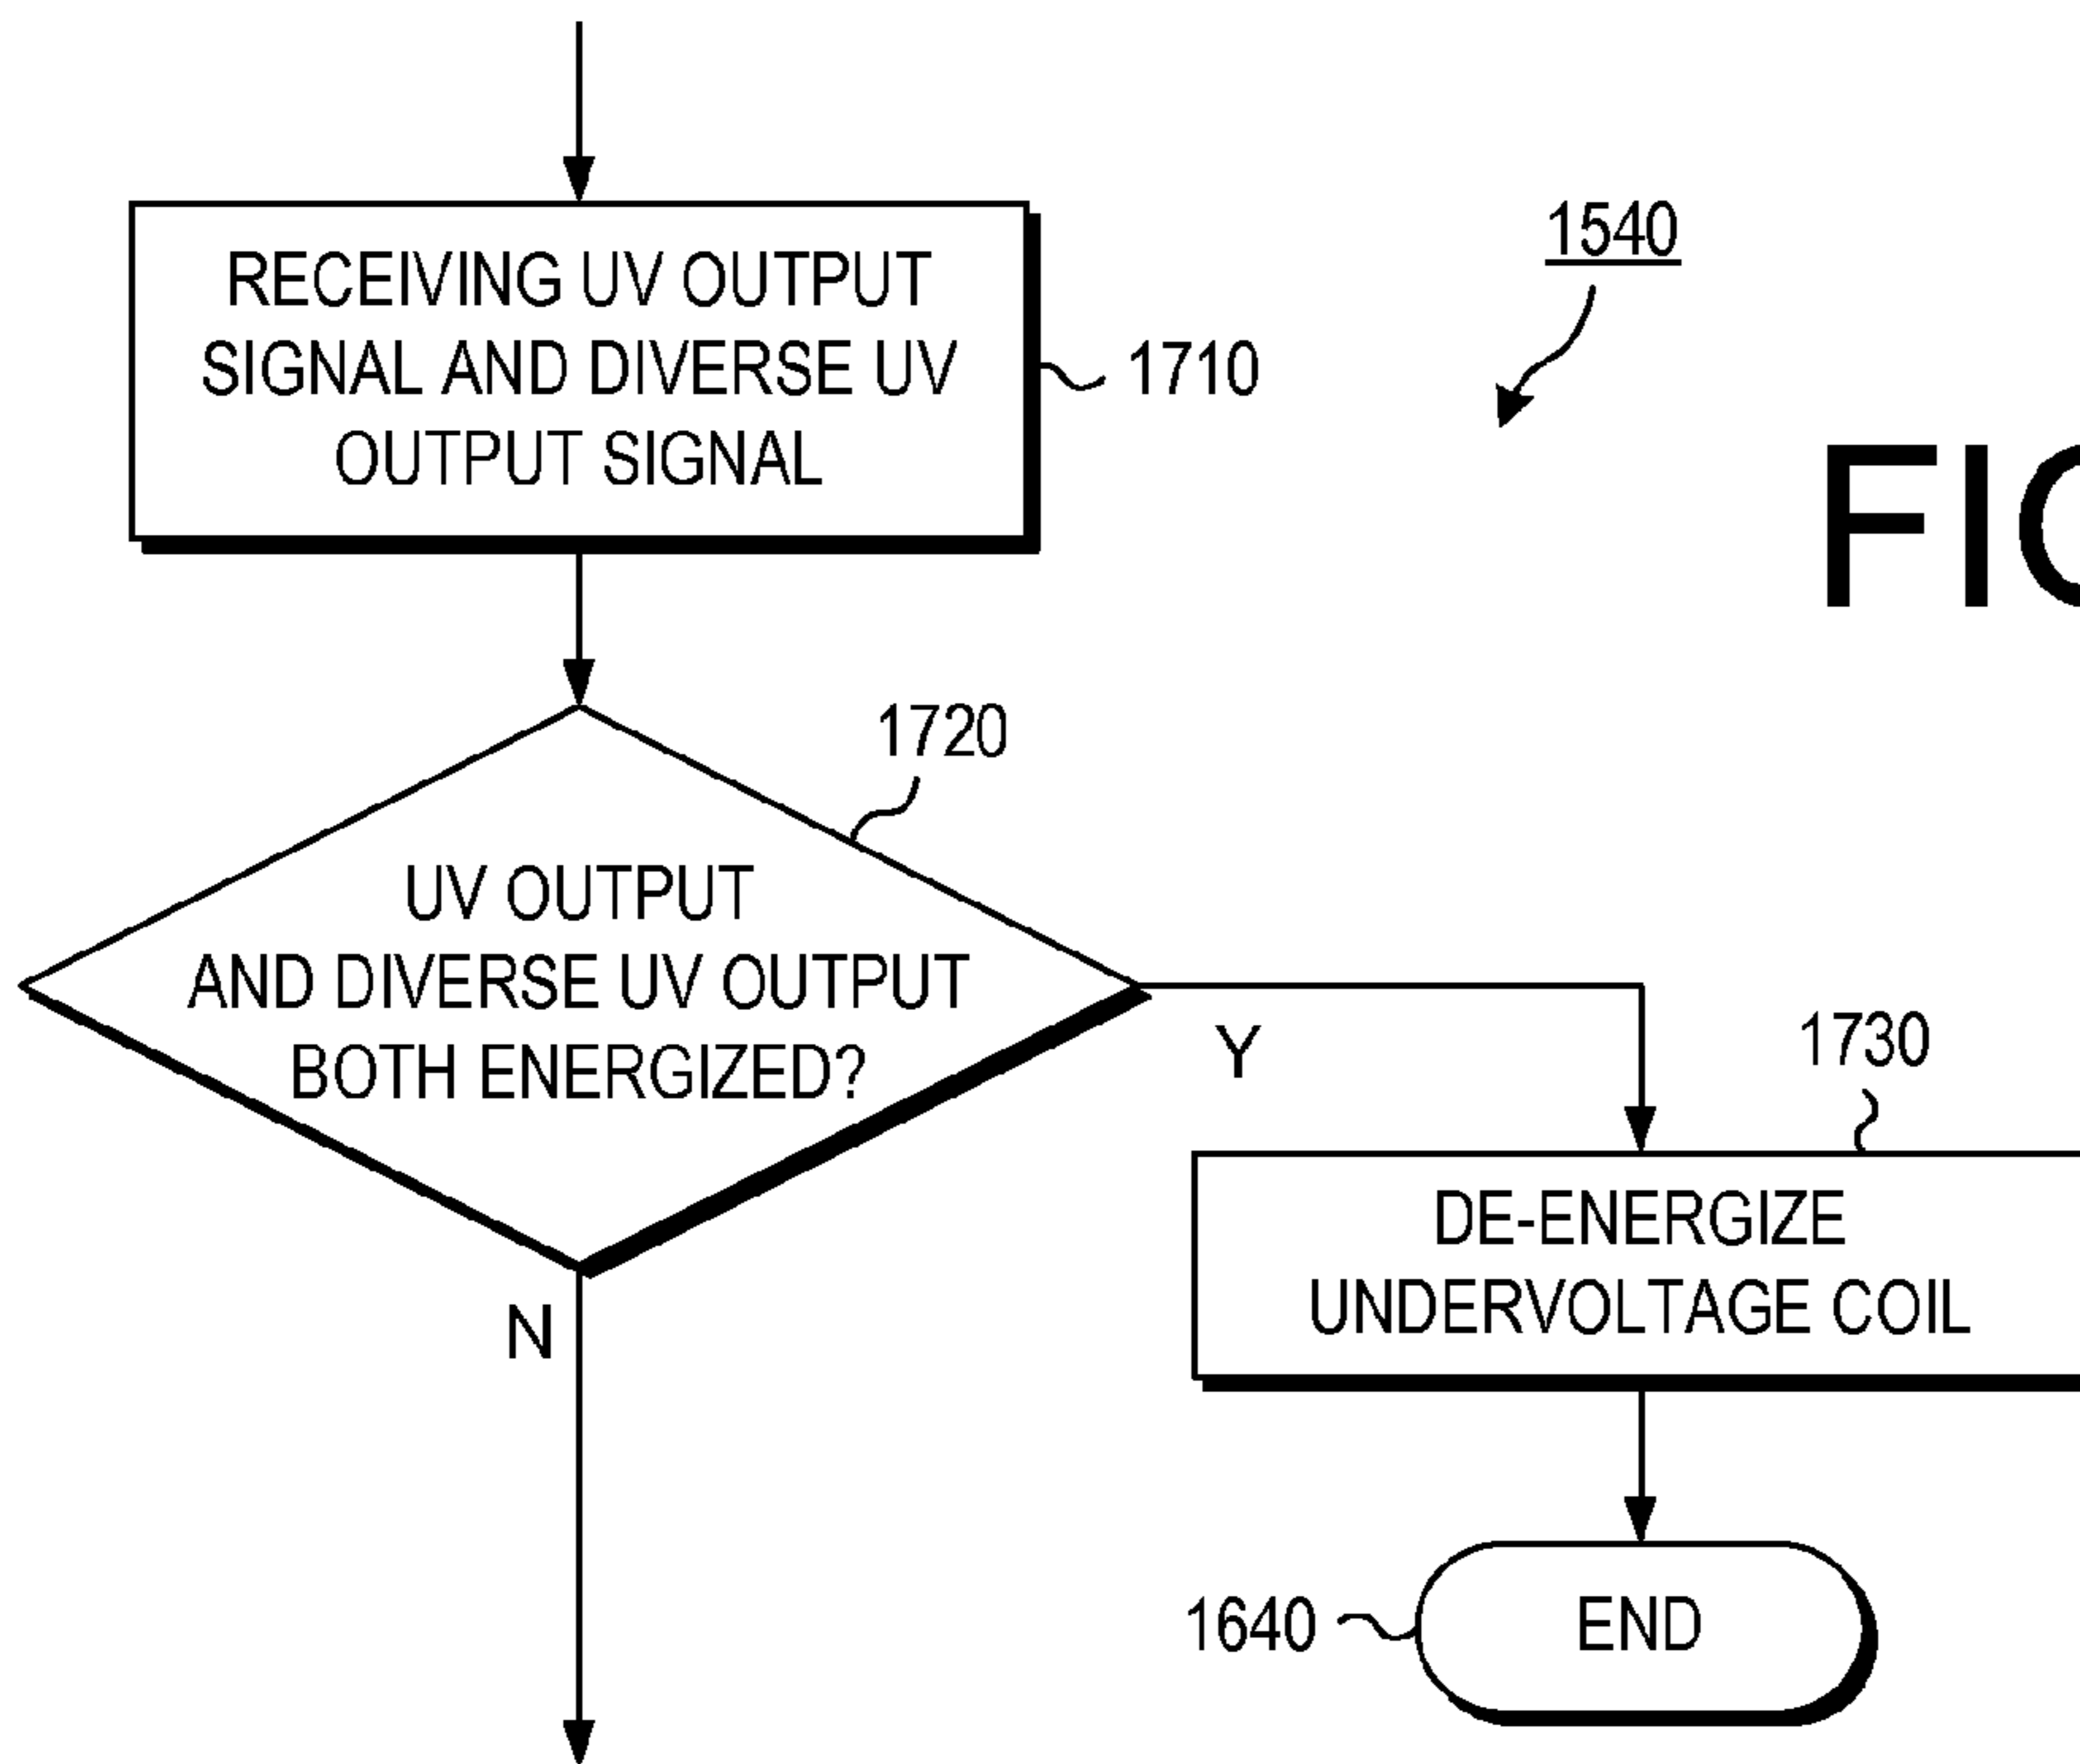 RECEIVING UV OUTPUT
SIGNAL AND DIVERSE UV
OUTPUT SIGNAL
1710
1540
FIG
1720
UV OUTPUT
AND DIVERSE UV OUTPUT
BOTH ENERGIZED?
Y
N
1730
DE-ENERGIZE
UNDERVOLTAGE COIL
1640
END